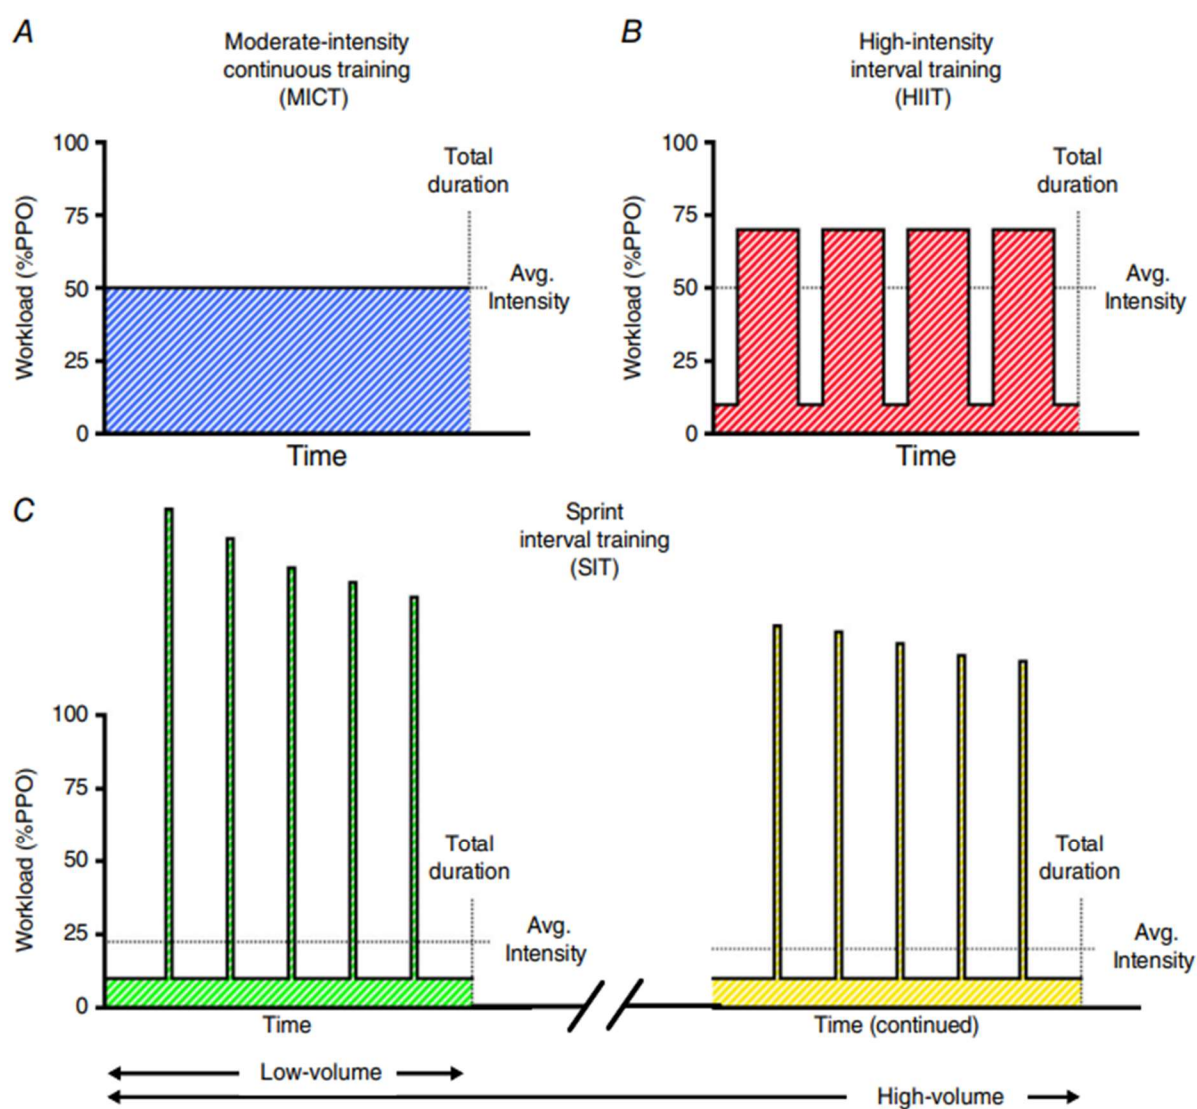 A
Moderate-intensity
continuous training
(MICT)
100
75
50
25
0
Workload (%PPO)
Total
duration
Avg.
Intensity
Time
B
High-intensity
interval training
(HIIT)
100
75
50
25
0
Workload (%PPO)
Total
duration
Avg.
Intensity
Time
C
Sprint
interval training
(SIT)
100
75
50
25
0
Workload (%PPO)
Total
duration
Avg.
Intensity
Time
Total
duration
Avg.
Intensity
Time (continued)
Low-volume
High-volume